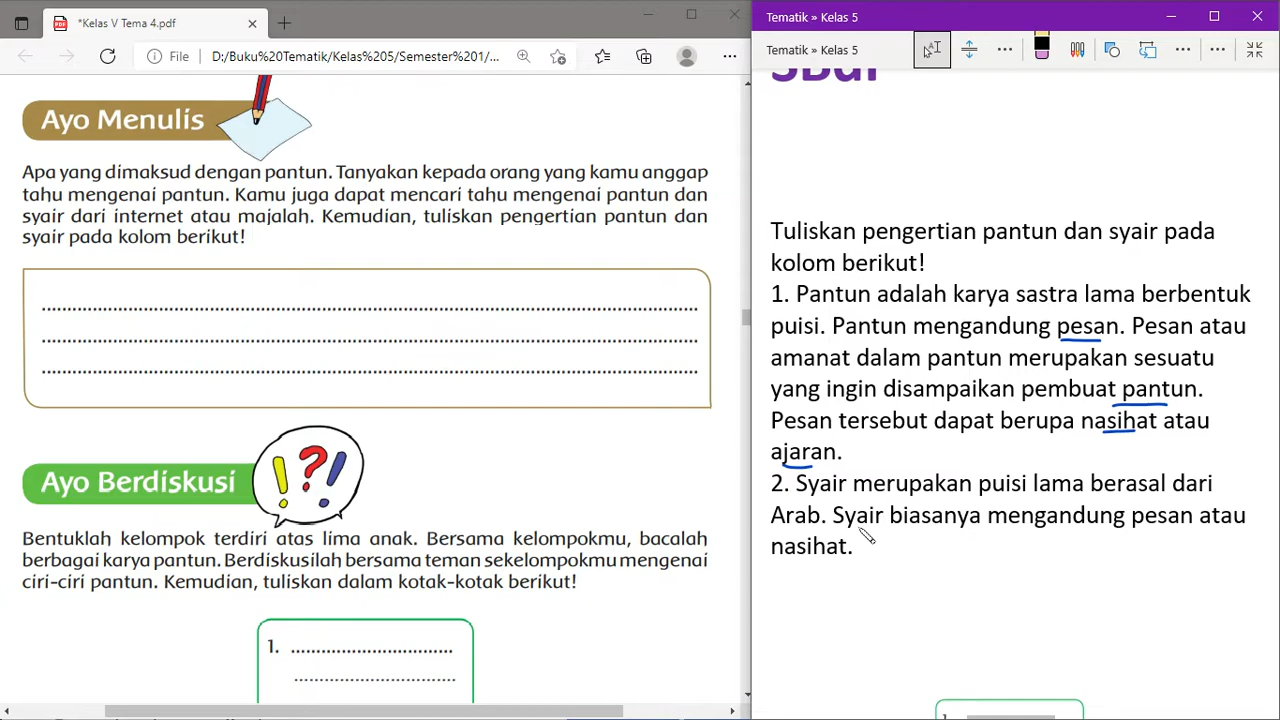 *Kelas V Tema 4.pdf
File
D:/Buku%20Tematik/Kelas%205/Semester%201/...
Ayo Menulis
Apa yang dimaksud dengan pantun. Tanyakan kepada orang yang kamu anggap
tahu mengenai pantun. Kamu juga dapat mencari tahu mengenai pantun dan
syair dari internet atau majalah. Kemudian, tuliskan pengertian pantun dan
syair pada kolom berikut!
Ayo Berdiskusi
Bentuklah kelompok terdiri atas lima anak. Bersama kelompokmu, bacalah
berbagai karya pantun. Berdiskusilah bersama teman sekelompokmu mengenai
ciri-ciri pantun. Kemudian, tuliskan dalam kotak-kotak berikut!
1. ................................
................................
Tematik » Kelas 5
Tematik » Kelas 5
SBdP
Tuliskan pengertian pantun dan syair pada
kolom berikut!
1. Pantun adalah karya sastra lama berbentuk
puisi. Pantun mengandung pesan. Pesan atau
amanat dalam pantun merupakan sesuatu
yang ingin disampaikan pembuat pantun.
Pesan tersebut dapat berupa nasihat atau
ajaran.
2. Syair merupakan puisi lama berasal dari
Arab. Syair biasanya mengandung pesan atau
nasihat.